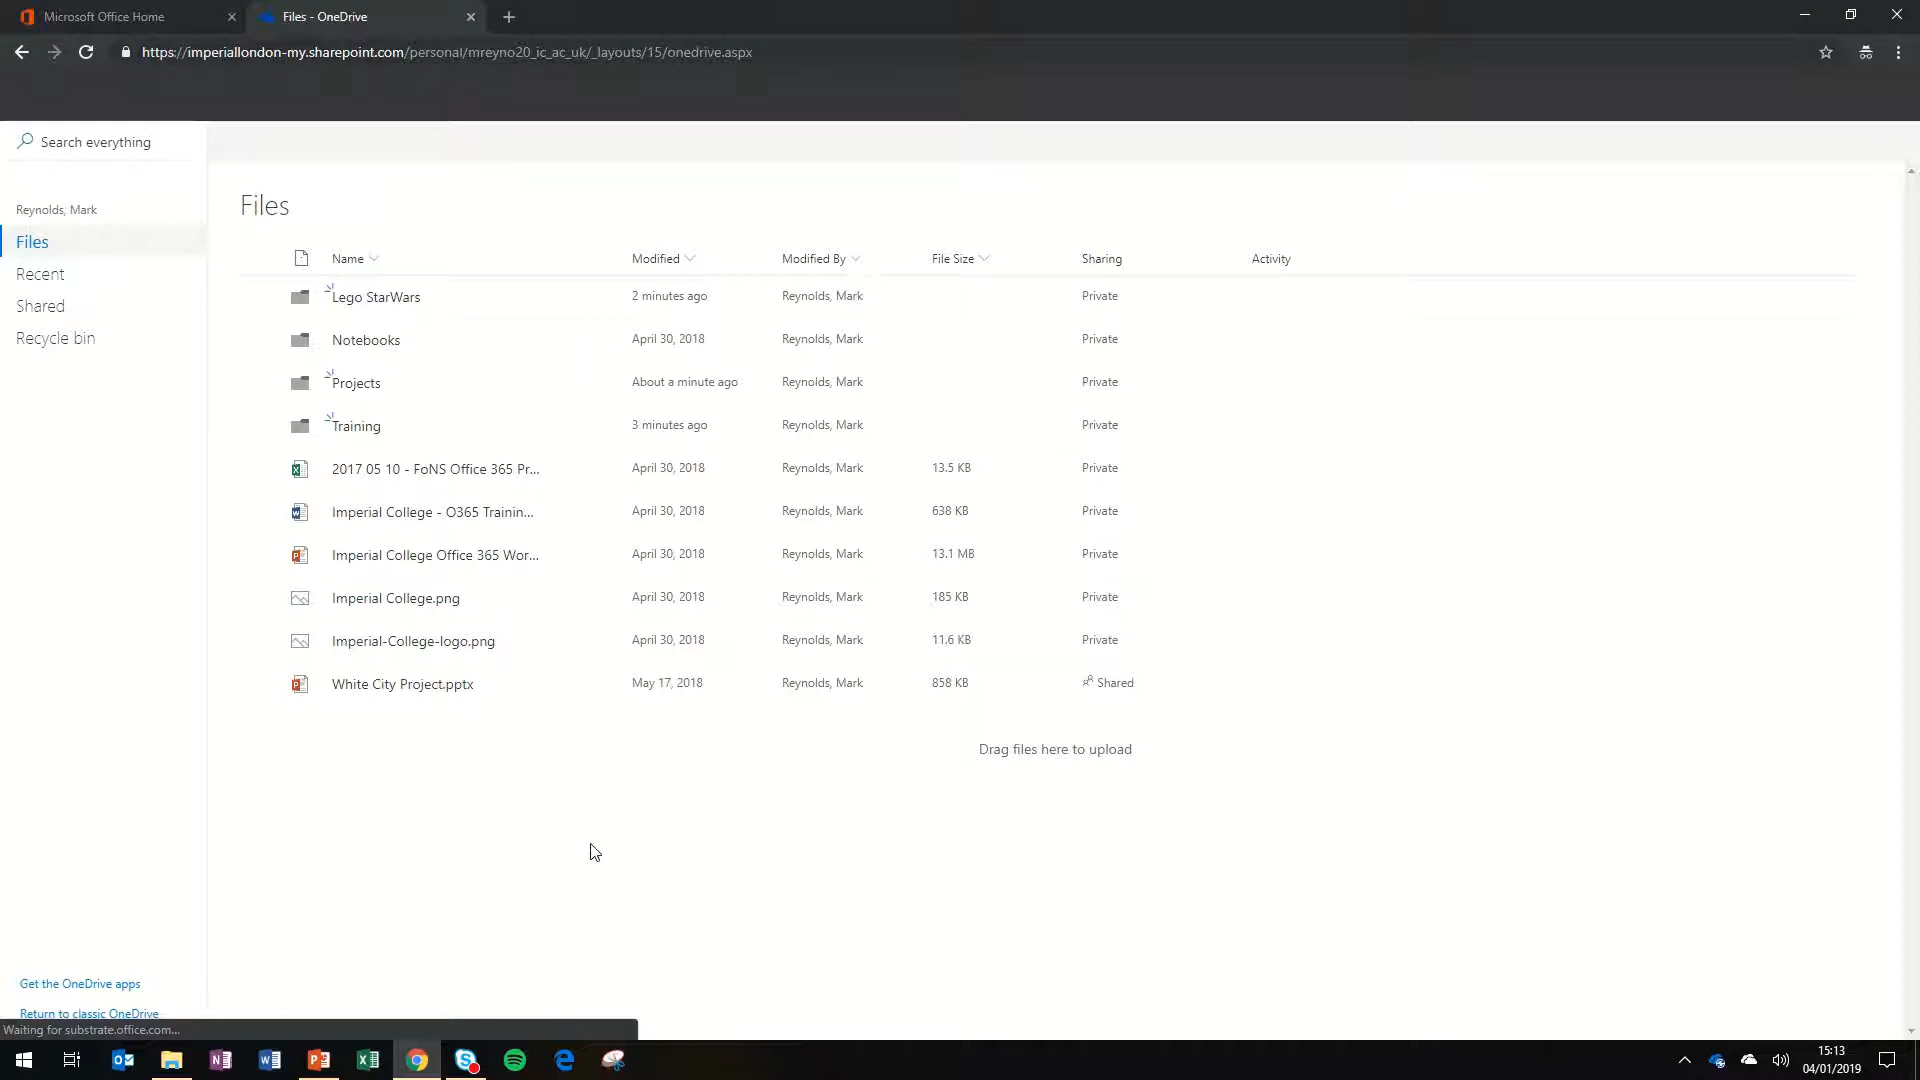 Microsoft Office Home
Files - OneDrive
https://imperiallondon-my.sharepoint.com/personal/mreyno20_ic_ac_uk/_layouts/15/onedrive.aspx
Search everything
Reynolds, Mark
Files
Recent
Shared
Recycle bin
Files
Name Modified Modified By File Size Sharing Activity
Lego StarWars 2 minutes ago Reynolds, Mark Private
Notebooks April 30, 2018 Reynolds, Mark Private
Projects About a minute ago Reynolds, Mark Private
Training 3 minutes ago Reynolds, Mark Private
2017 05 10 - FoNS Office 365 Pr... April 30, 2018 Reynolds, Mark 13.5 KB Private
Imperial College - O365 Trainin... April 30, 2018 Reynolds, Mark 638 KB Private
Imperial College Office 365 Wor... April 30, 2018 Reynolds, Mark 13.1 MB Private
Imperial College.png April 30, 2018 Reynolds, Mark 185 KB Private
Imperial-College-logo.png April 30, 2018 Reynolds, Mark 11.6 KB Private
White City Project.pptx May 17, 2018 Reynolds, Mark 858 KB Shared
Drag files here to upload
Get the OneDrive apps
Return to classic OneDrive
Waiting for substrate.office.com...
15:13
04/01/2019